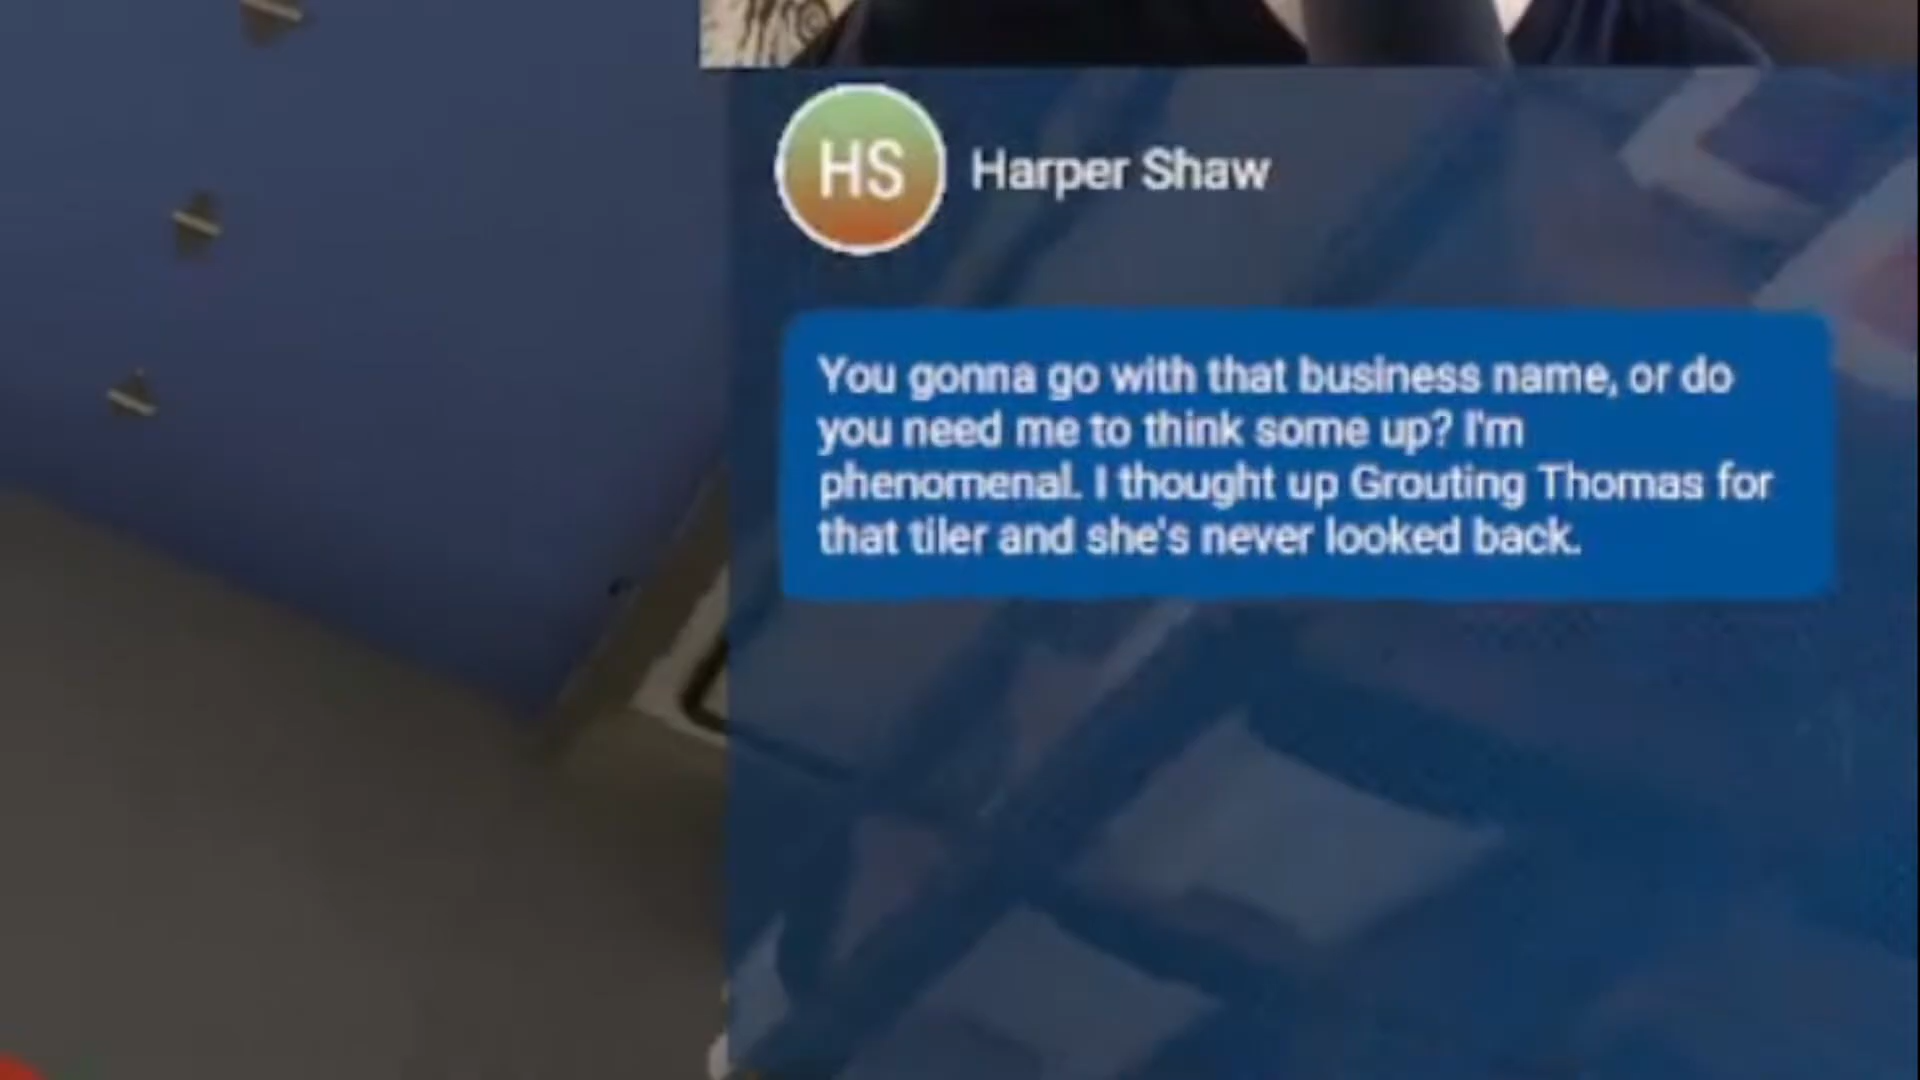 HS
Harper Shaw
You gonna go with that business name, or do
you need me to think some up? I'm
phenomenal. I thought up Grouting Thomas for
that tiler and she's never looked back.